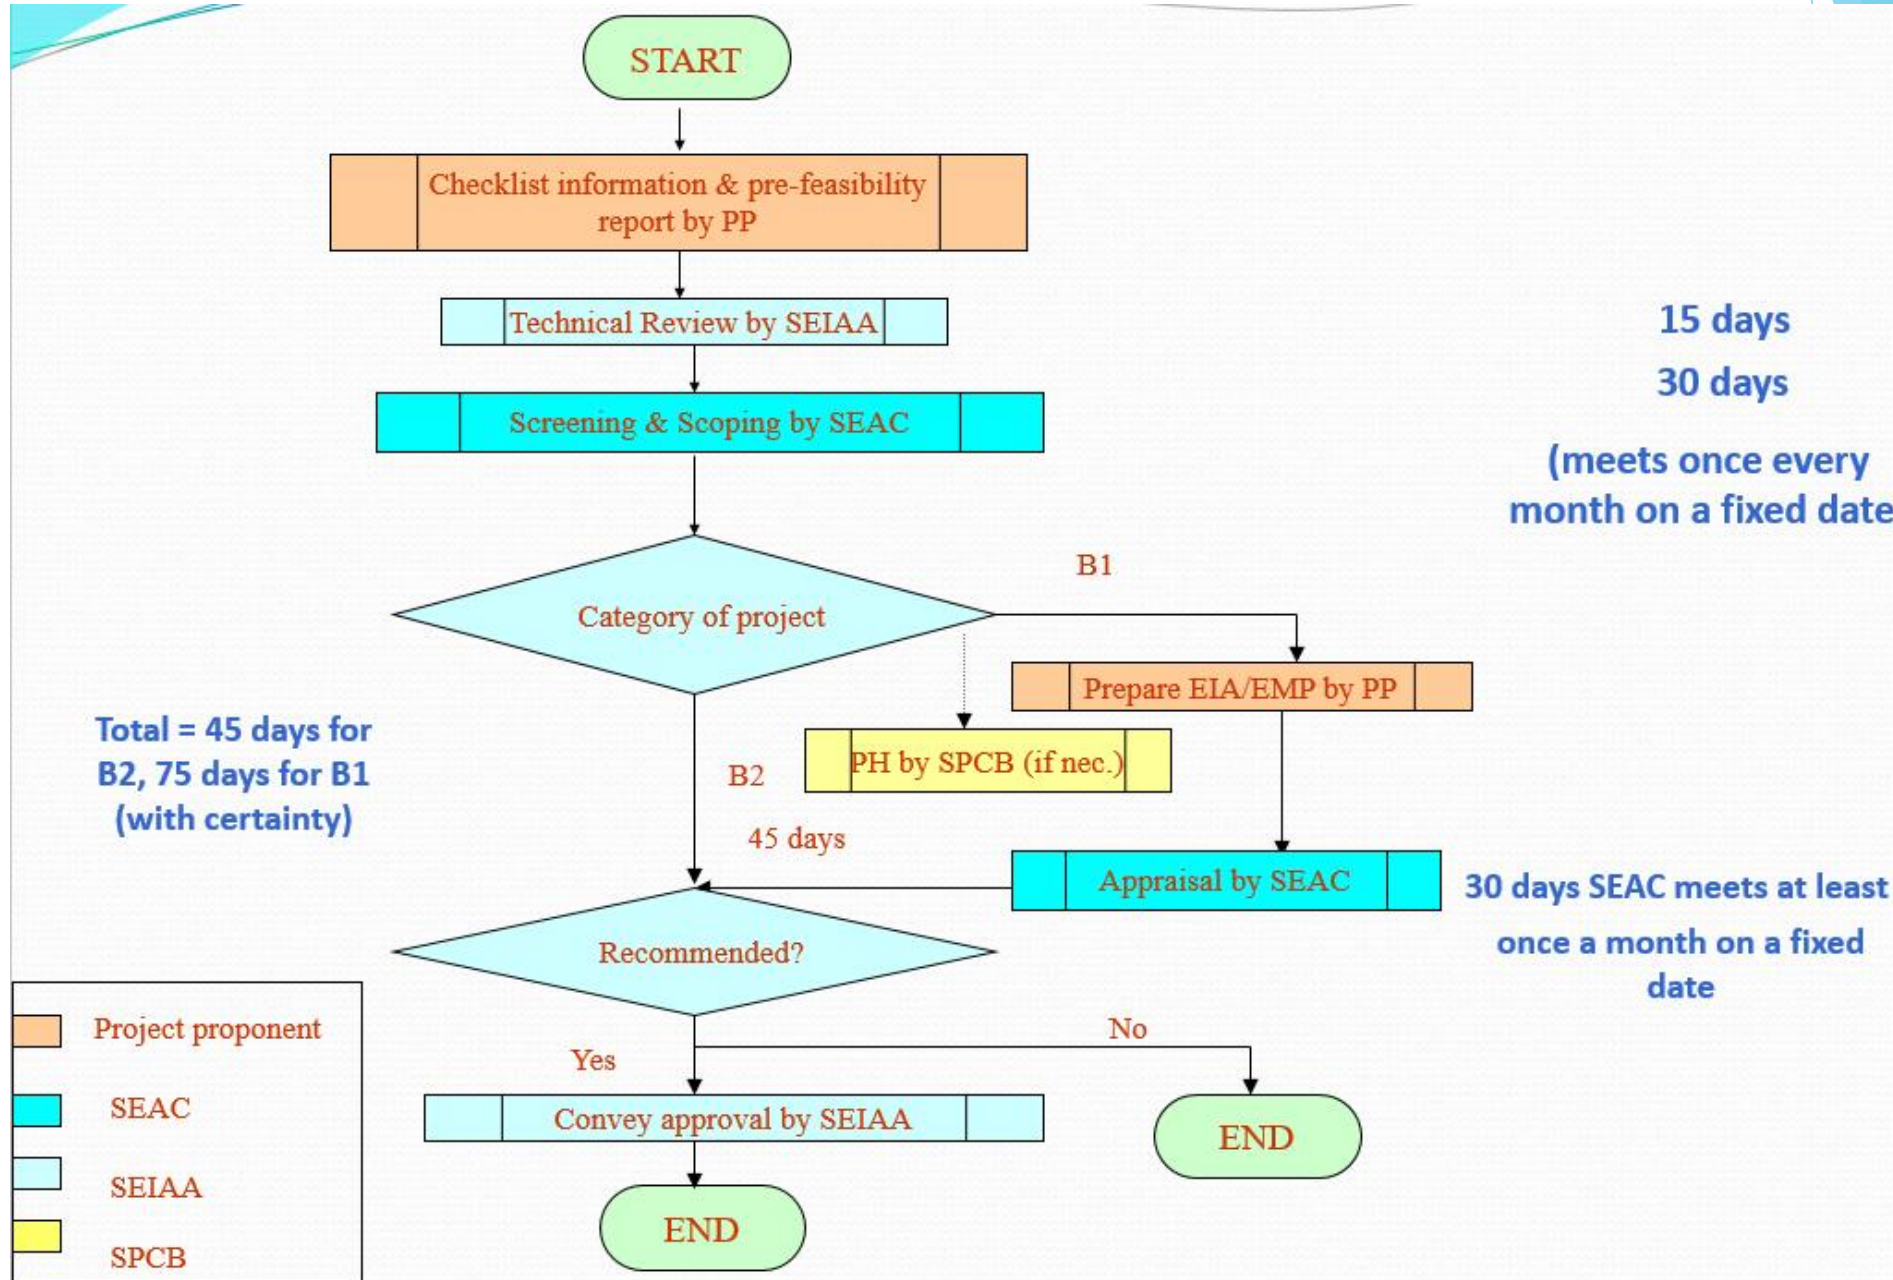 START
Checklist information & pre-feasibility
report by PP
Technical Review by SEIAA
15 days
30 days
Screening & Scoping by SEAC
(meets once every
month on a fixed date
B1
Category of project
Prepare EIA/EMP by PP
Total = 45 days for
B2, 75 days for B1
(with certainty)
PH by SPCB (if nec.)
B2
45 days
Appraisal by SEAC
30 days SEAC meets at least
once a month on a fixed
date
Recommended?
No
Yes
Convey approval by SEIAA
END
END
Project proponent
SEAC
SEIAA
SPCB